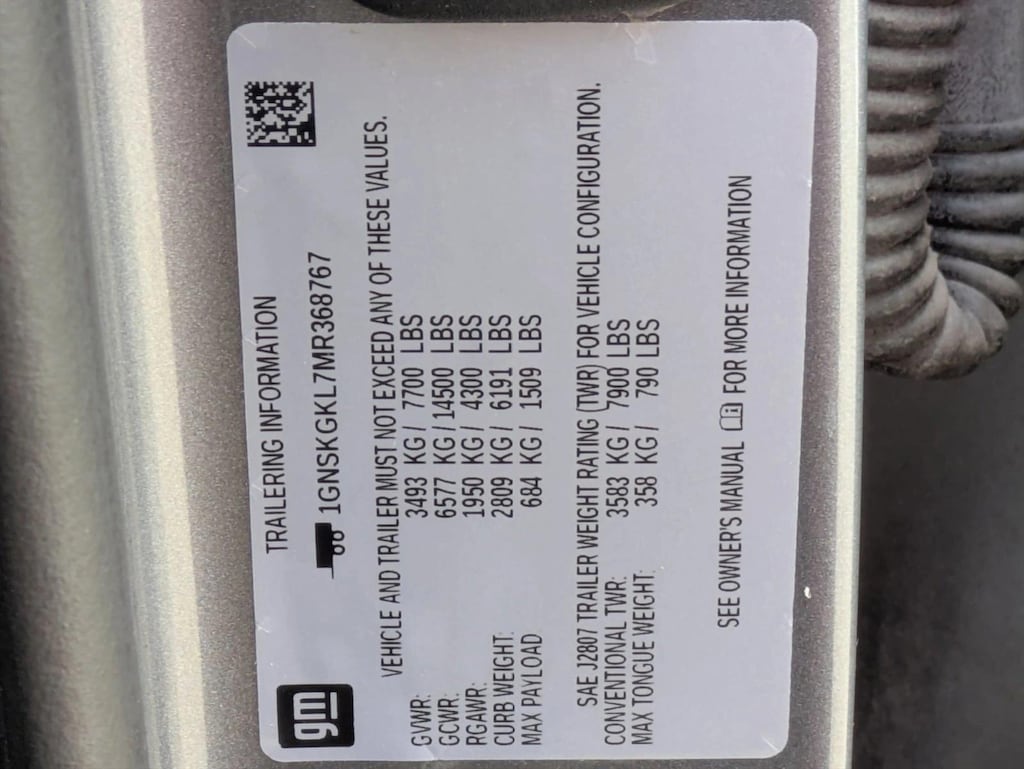 gm
TRAILERING INFORMATION
1GNSKGKL7MR368767
VEHICLE AND TRAILER MUST NOT EXCEED ANY OF THESE VALUES.
GVWR: 3493 KG / 7700 LBS
GCWR: 6577 KG / 14500 LBS
RGAWR: 1950 KG / 4300 LBS
CURB WEIGHT: 2809 KG / 6191 LBS
MAX PAYLOAD 684 KG / 1509 LBS
SAE J2807 TRAILER WEIGHT RATING (TWR) FOR VEHICLE CONFIGURATION.
CONVENTIONAL TWR: 3583 KG / 7900 LBS
MAX TONGUE WEIGHT: 358 KG / 790 LBS
SEE OWNER'S MANUAL FOR MORE INFORMATION